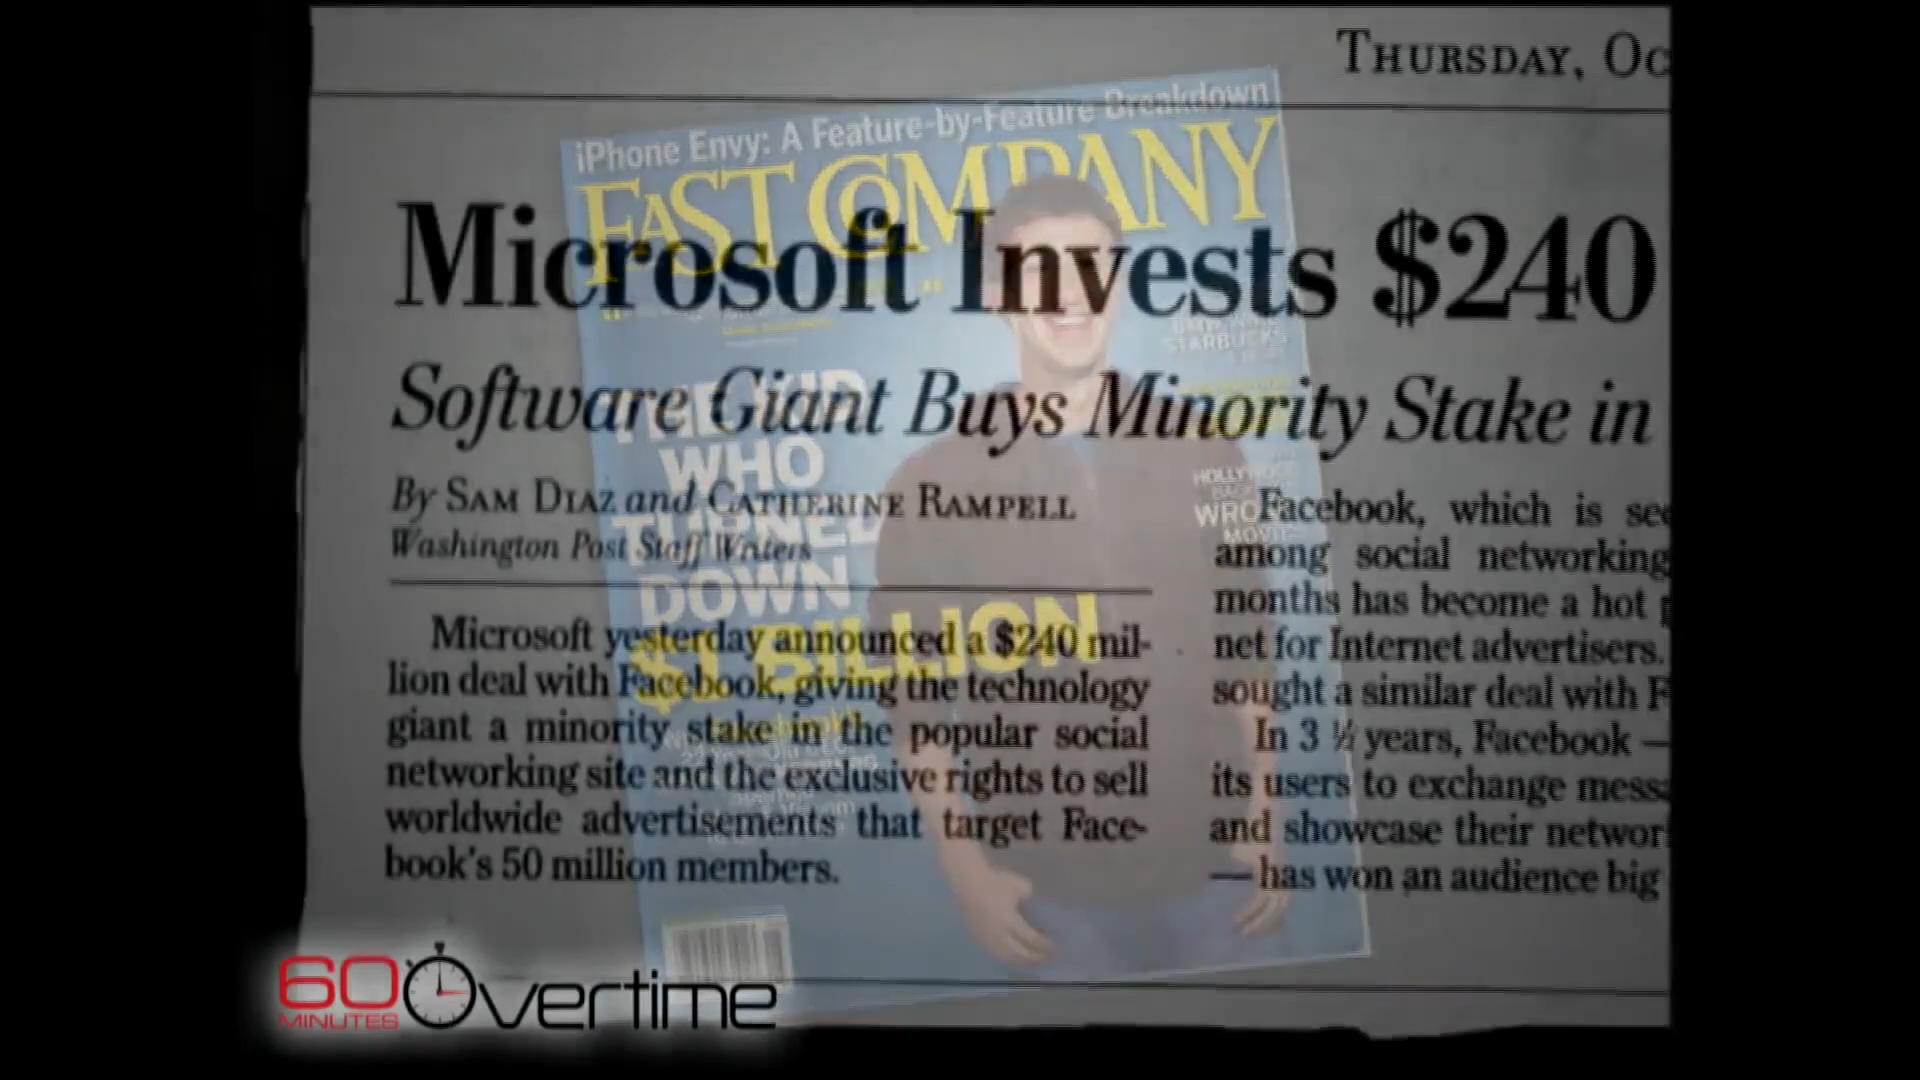 THURSDAY, OC
Microsoft Invests $240
Software Giant Buys Minority Stake in
By SAM DIAZ and CATHERINE RAMPELL
Washington Post Staff Writers
Microsoft yesterday announced a $240 mil-
lion deal with Facebook, giving the technology
giant a minority stake in the popular social
networking site and the exclusive rights to sell
worldwide advertisements that target Face-
book's 50 million members.
Facebook, which is see
among social networking
months has become a hot p
net for Internet advertisers.
sought a similar deal with F
In 3 ½ years, Facebook —
its users to exchange messa
and showcase their networ
— has won an audience big
iPhone Envy: A Feature-by-Feature Breakdown
FAST COMPANY
THE KID
WHO
TURNED
DOWN
$1 BILLION
STARBUCKS
60 Overtime
MINUTES